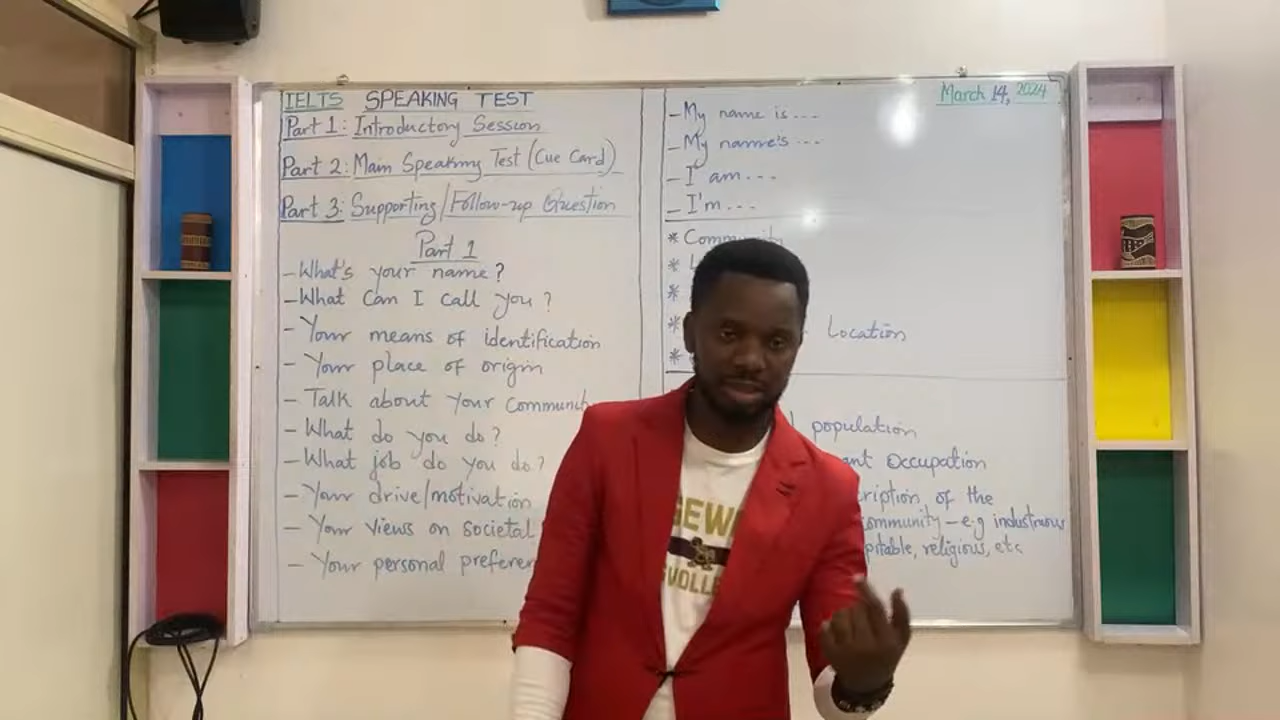 IELTS SPEAKING TEST
Part 1: Introductory Session
Part 2: Main Speaking Test (Cue Card)
Part 3: Supporting/Follow-up Question
Part 1
- What's your name?
- What Can I call you?
- Your means of identification
- Your place of origin
- Talk about your Community
- What do you do?
- What job do you do?
- Your drive/motivation
- Your views on societal
- Your personal
March 14, 2024
- My name is ---
- My name's ---
- I am ---
- I'm ---
* Community
*
*
* Location
*
population
Occupation
of the
community - e.g industrious
religious, etc
GEW
VOLLE